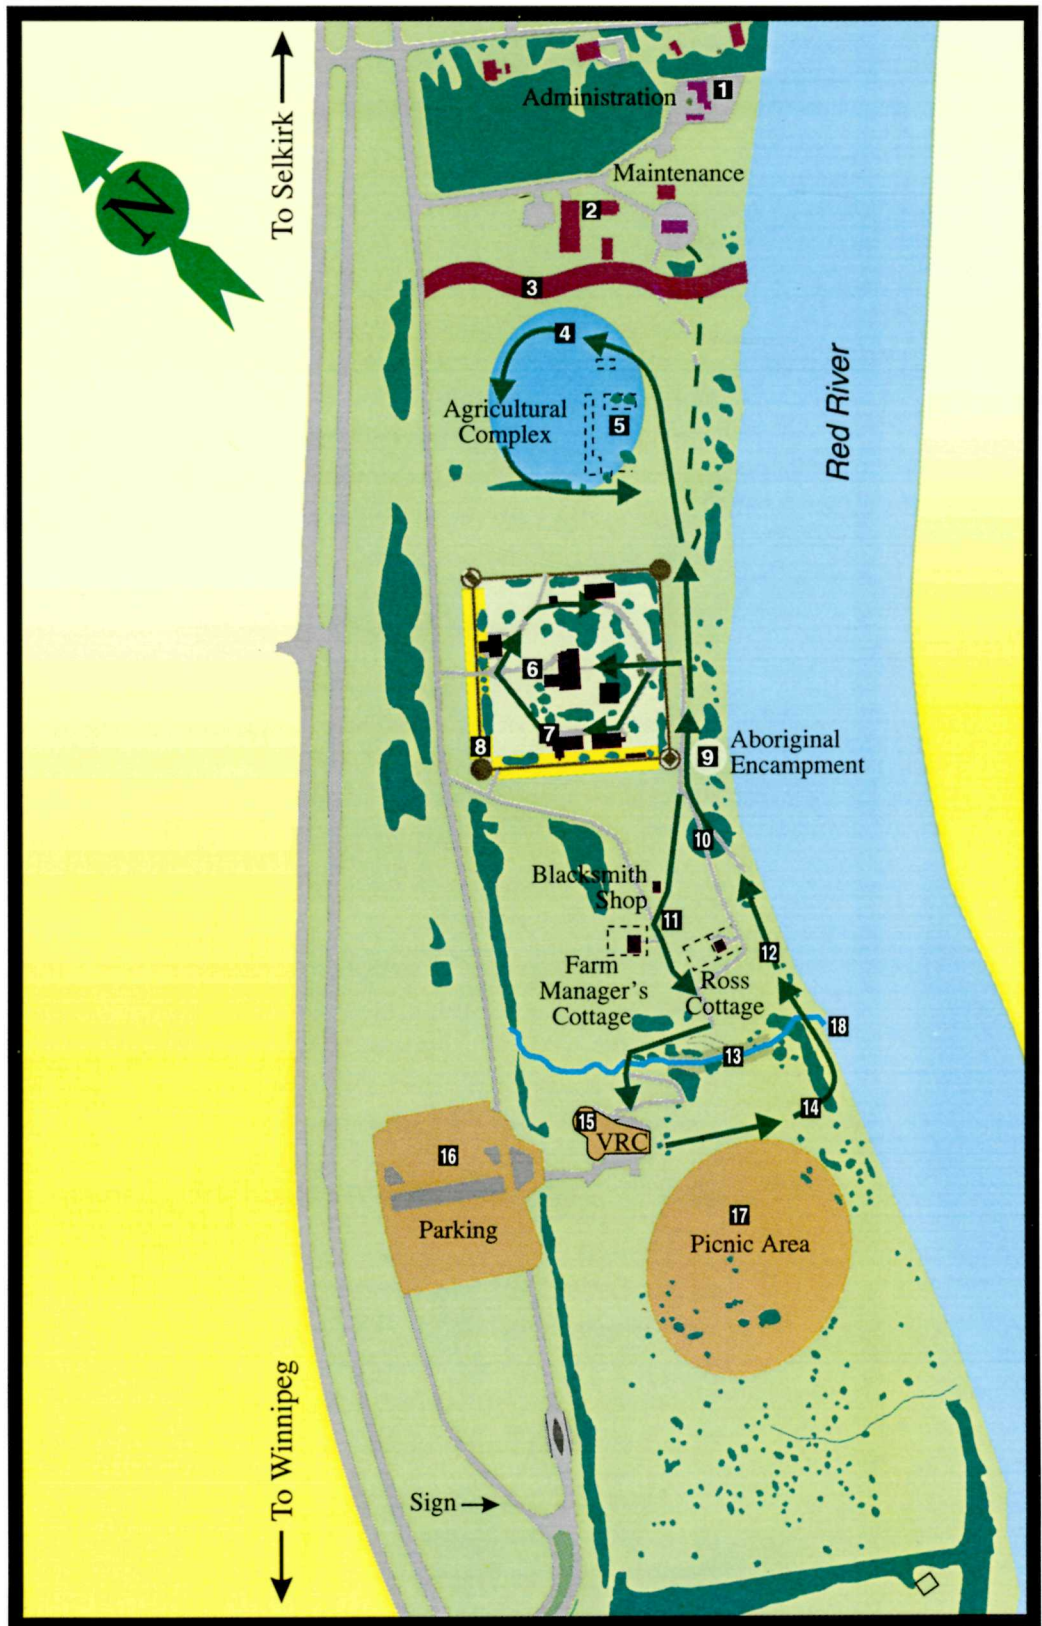 To Selkirk
N
Administration
1
Maintenance
2
3
4
Agricultural
Complex
5
Red River
6
7
8
9
Aboriginal
Encampment
10
Blacksmith
Shop
11
Farm
Manager's
Cottage
12
Ross
Cottage
18
13
14
15
VRC
16
Parking
17
Picnic Area
To Winnipeg
Sign